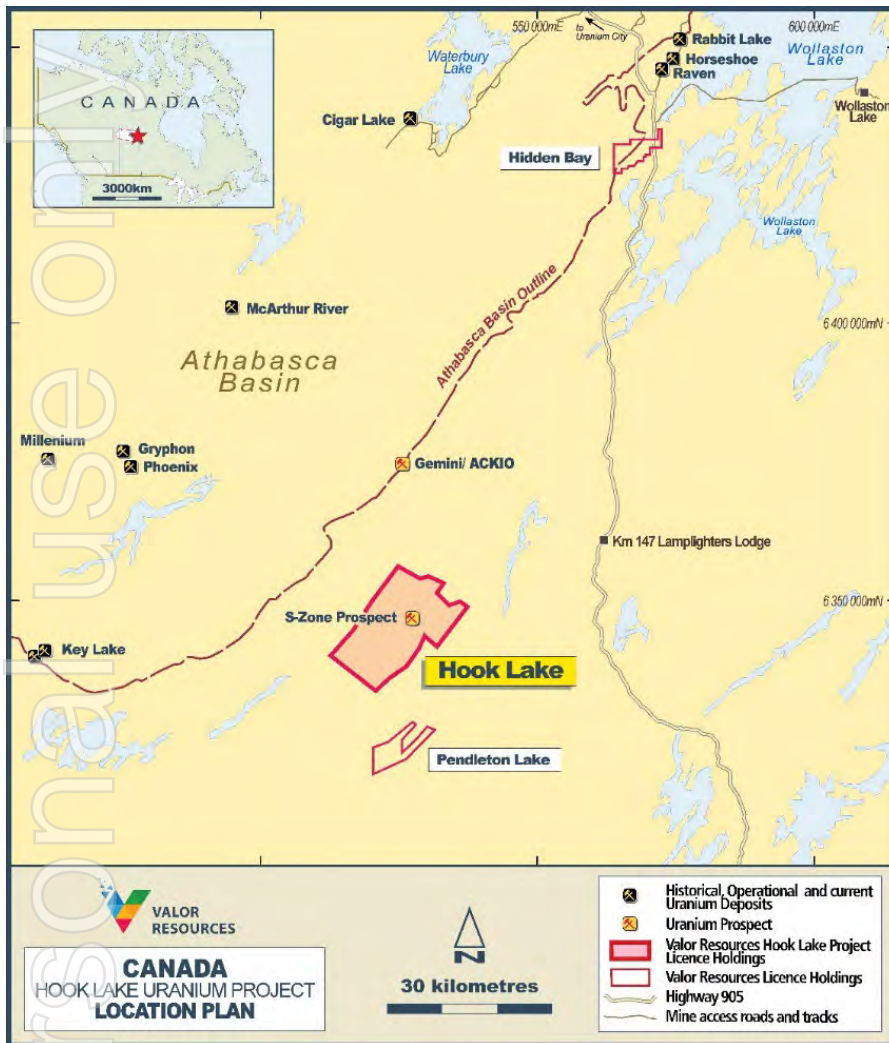 550 000mE
600 000mE
to
Uranium City
Rabbit Lake
Horseshoe
Raven
Waterbury
Lake
Wollaston
Lake
CANADA
3000km
Cigar Lake
Wollaston
Lake
Hidden Bay
Wollaston
Lake
Athabasca Basin Outline
McArthur River
6 400 000mN
Athabasca
Basin
Millenium
Gryphon
Phoenix
Gemini/ ACKIO
Km 147 Lamplighters Lodge
6 350 000mN
S-Zone Prospect
Key Lake
Hook Lake
Pendleton Lake
VALOR
RESOURCES
CANADA
HOOK LAKE URANIUM PROJECT
LOCATION PLAN
N
30 kilometres
Historical, Operational and current
Uranium Deposits
Uranium Prospect
Valor Resources Hook Lake Project
Licence Holdings
Valor Resources Licence Holdings
Highway 905
Mine access roads and tracks
ersonal use only